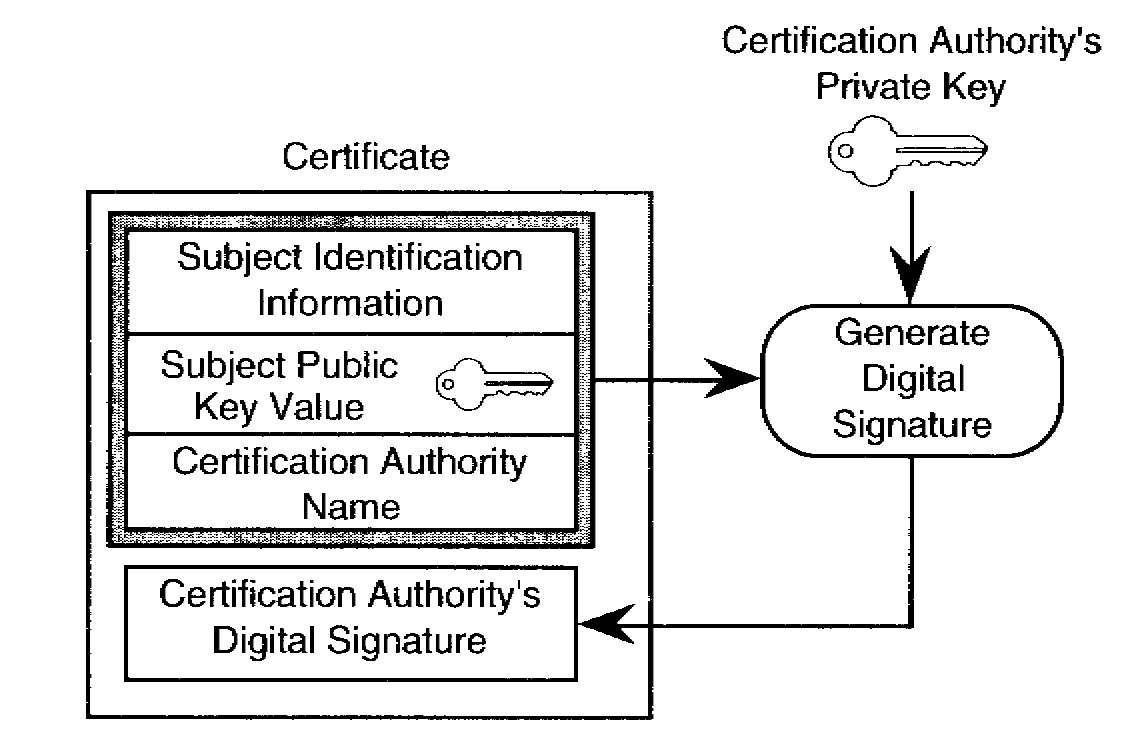 Certification Authority's
Private Key
Certificate
Subject Identification
Information
Subject Public
Key Value
Certification Authority
Name
Generate
Digital
Signature
Certification Authority's
Digital Signature